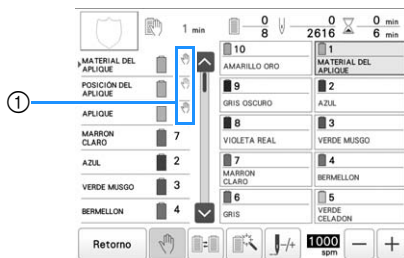 1 min
0
8
0
2616
0 min
6 min
MATERIAL DEL
APLIQUE
POSICIÓN DEL
APLIQUE
APLIQUE
MARRON
CLARO
7
AZUL
2
VERDE MUSGO
3
BERMELLON
4
1
10
AMARILLO ORO
1
MATERIAL DEL
APLIQUE
9
GRIS OSCURO
2
AZUL
8
VIOLETA REAL
3
VERDE MUSGO
7
MARRON
CLARO
4
BERMELLON
6
GRIS
5
VERDE
CELADON
Retorno
1000
spm